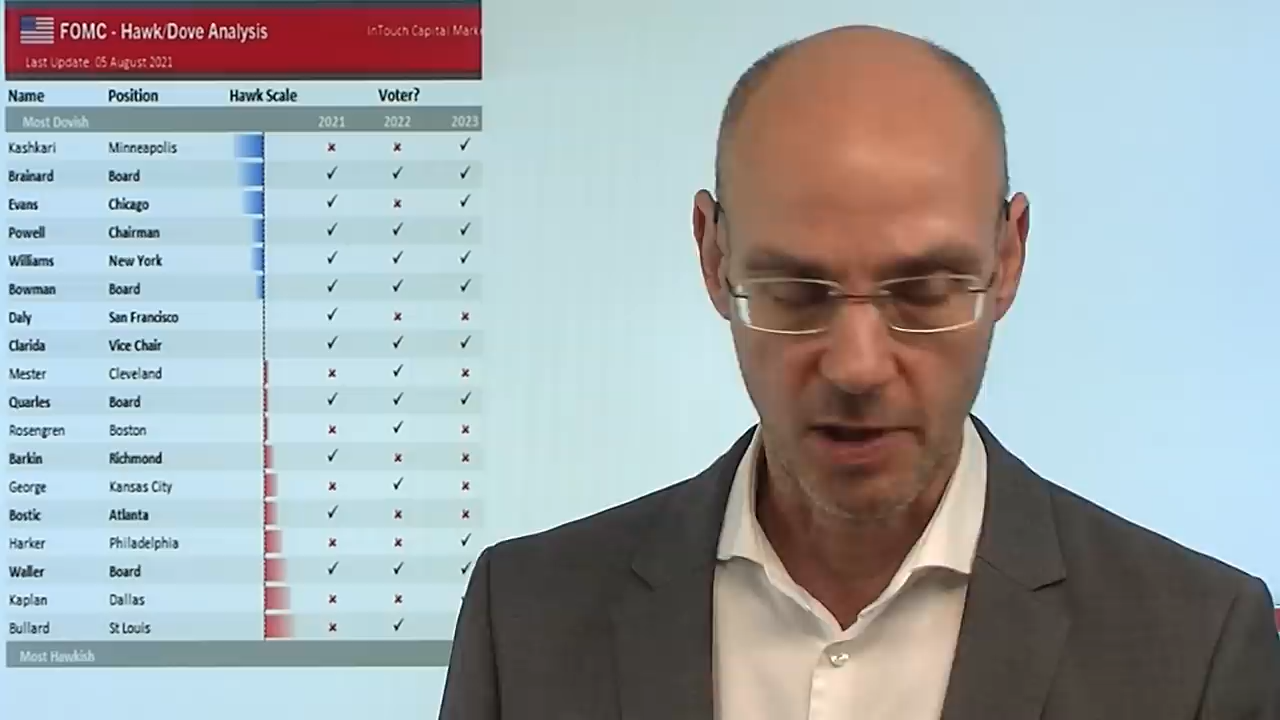 FOMC - Hawk/Dove Analysis
InTouch Capital Mark
Last Update: 05 August 2021
Name Position Hawk Scale Voter?
Most Dovish 2021 2022 2023
Kashkari Minneapolis × × ✓
Brainard Board ✓ ✓ ✓
Evans Chicago ✓ × ✓
Powell Chairman ✓ ✓ ✓
Williams New York ✓ ✓ ✓
Bowman Board ✓ ✓ ✓
Daly San Francisco ✓ × ×
Clarida Vice Chair ✓ ✓ ✓
Mester Cleveland × ✓ ×
Quarles Board ✓ ✓ ✓
Rosengren Boston × ✓ ×
Barkin Richmond ✓ × ×
George Kansas City × ✓ ×
Bostic Atlanta ✓ × ×
Harker Philadelphia × × ✓
Waller Board ✓ ✓ ✓
Kaplan Dallas × ×
Bullard St Louis × ✓
Most Hawkish